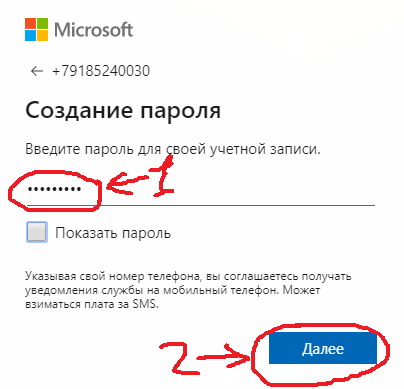 Microsoft
← +79185240030
Создание пароля
Введите пароль для своей учетной записи.
••••••••• 1
Показать пароль
Указывая свой номер телефона, вы соглашаетесь получать
уведомления службы на мобильный телефон. Может
взиматься плата за SMS.
2 Далее